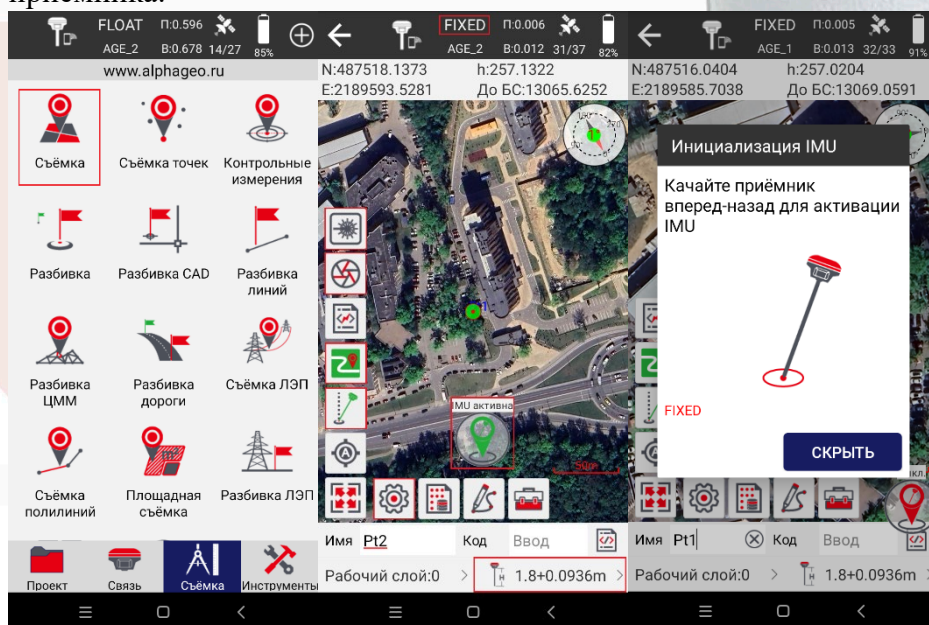 приёмника.
FLOAT П:0.596
AGE_2 В:0.678 14/27 85%
www.alphageo.ru
Съёмка
Съёмка точек
Контрольные
измерения
Разбивка
Разбивка CAD
Разбивка
линий
Разбивка
ЦММ
Разбивка
дороги
Съёмка ЛЭП
Съёмка
полилиний
Площадная
съёмка
Разбивка ЛЭП
Проект
Связь
Съёмка
Инструменты
FIXED П:0.006
AGE_2 В:0.012 31/37 82%
N:487518.1373 h:257.1322
E:2189593.5281 До БС:13065.6252
IMU активна
Имя Pt2 Код Ввод
Рабочий слой:0 > 1.8+0.0936m >
FIXED П:0.005
AGE_1 В:0.013 32/33 91%
N:487516.0404 h:257.0204
E:2189585.7038 До БС:13069.0591
Инициализация IMU
Качайте приёмник
вперед-назад для активации
IMU
FIXED
СКРЫТЬ
Имя Pt1 Код Ввод
Рабочий слой:0 > 1.8+0.0936m >